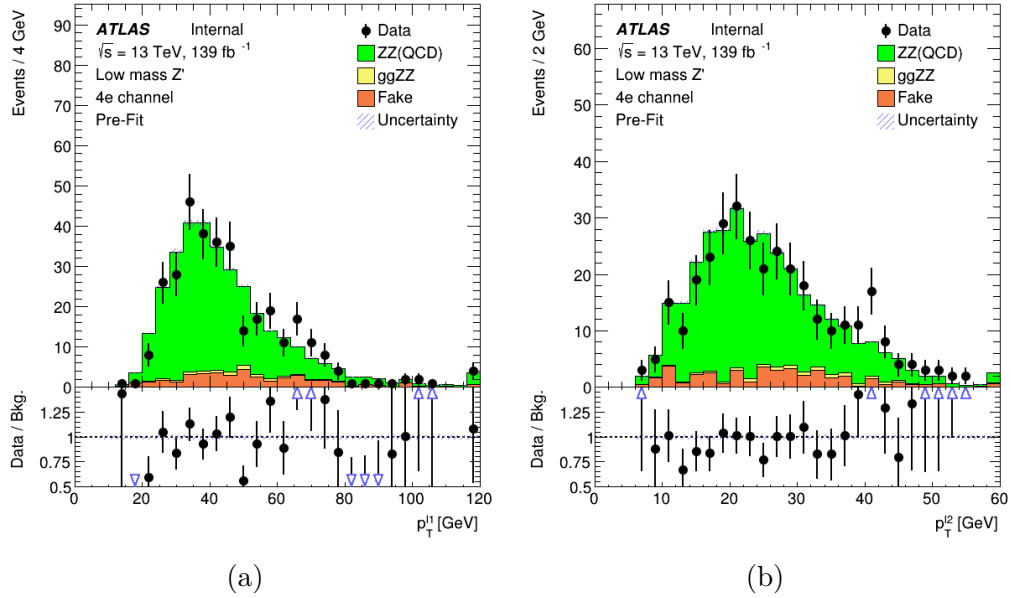 ATLAS Internal
√s = 13 TeV, 139 fb⁻¹
Low mass Z'
4e channel
Pre-Fit
Data
ZZ(QCD)
ggZZ
Fake
Uncertainty
Events / 4 GeV
90
80
70
60
50
40
30
20
10
0
Data / Bkg.
1.25
1
0.75
0.5
0 20 40 60 80 100 120
p_T^l1 [GeV]
(a)
ATLAS Internal
√s = 13 TeV, 139 fb⁻¹
Low mass Z'
4e channel
Pre-Fit
Data
ZZ(QCD)
ggZZ
Fake
Uncertainty
Events / 2 GeV
60
50
40
30
20
10
0
Data / Bkg.
1.25
1
0.75
0.5
0 10 20 30 40 50 60
p_T^l2 [GeV]
(b)